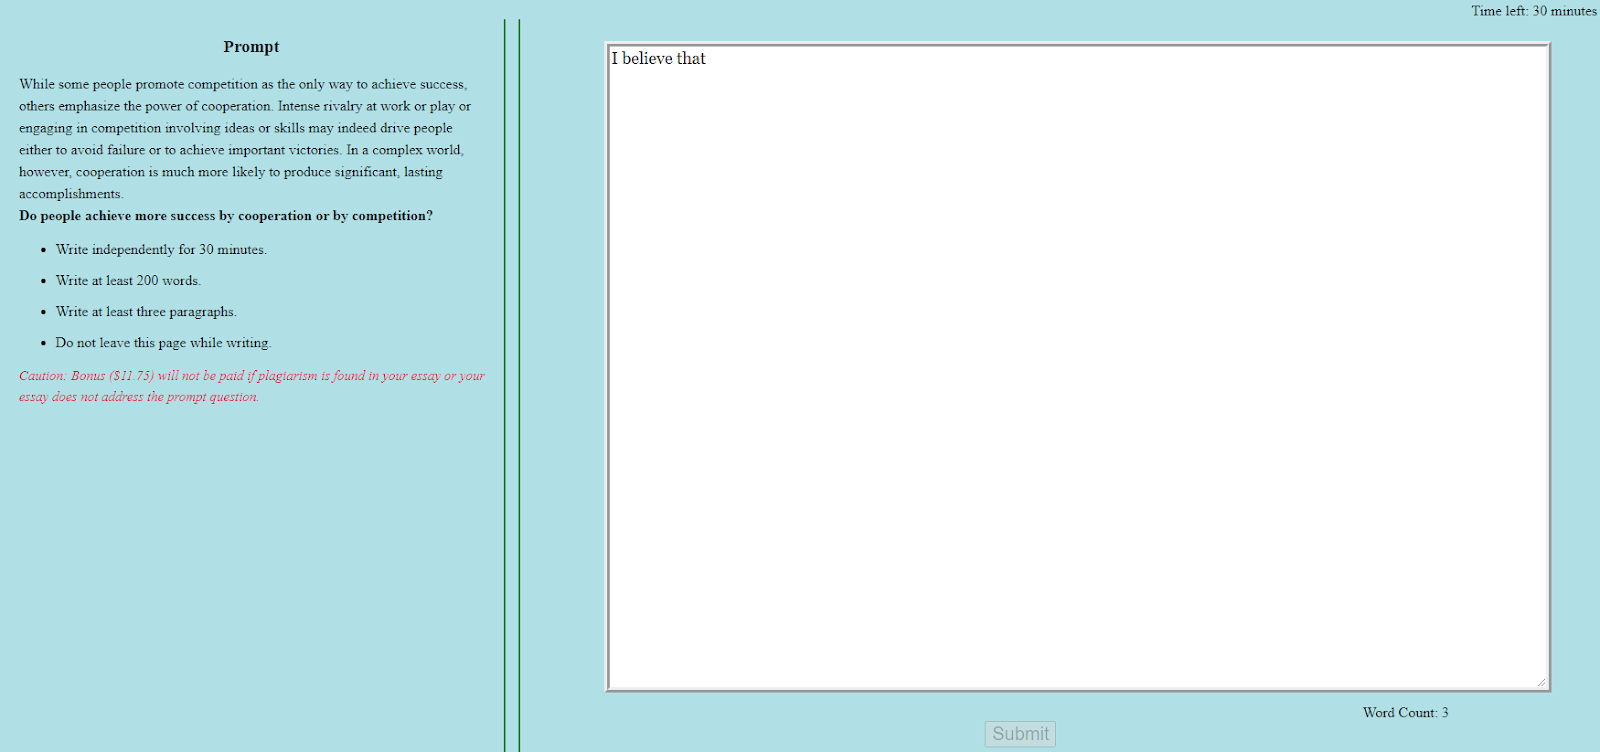 Time left: 30 minutes
Prompt
While some people promote competition as the only way to achieve success,
others emphasize the power of cooperation. Intense rivalry at work or play or
engaging in competition involving ideas or skills may indeed drive people
either to avoid failure or to achieve important victories. In a complex world,
however, cooperation is much more likely to produce significant, lasting
accomplishments.
Do people achieve more success by cooperation or by competition?
• Write independently for 30 minutes.
• Write at least 200 words.
• Write at least three paragraphs.
• Do not leave this page while writing.
Caution: Bonus ($11.75) will not be paid if plagiarism is found in your essay or your
essay does not address the prompt question.
I believe that
Word Count: 3
Submit